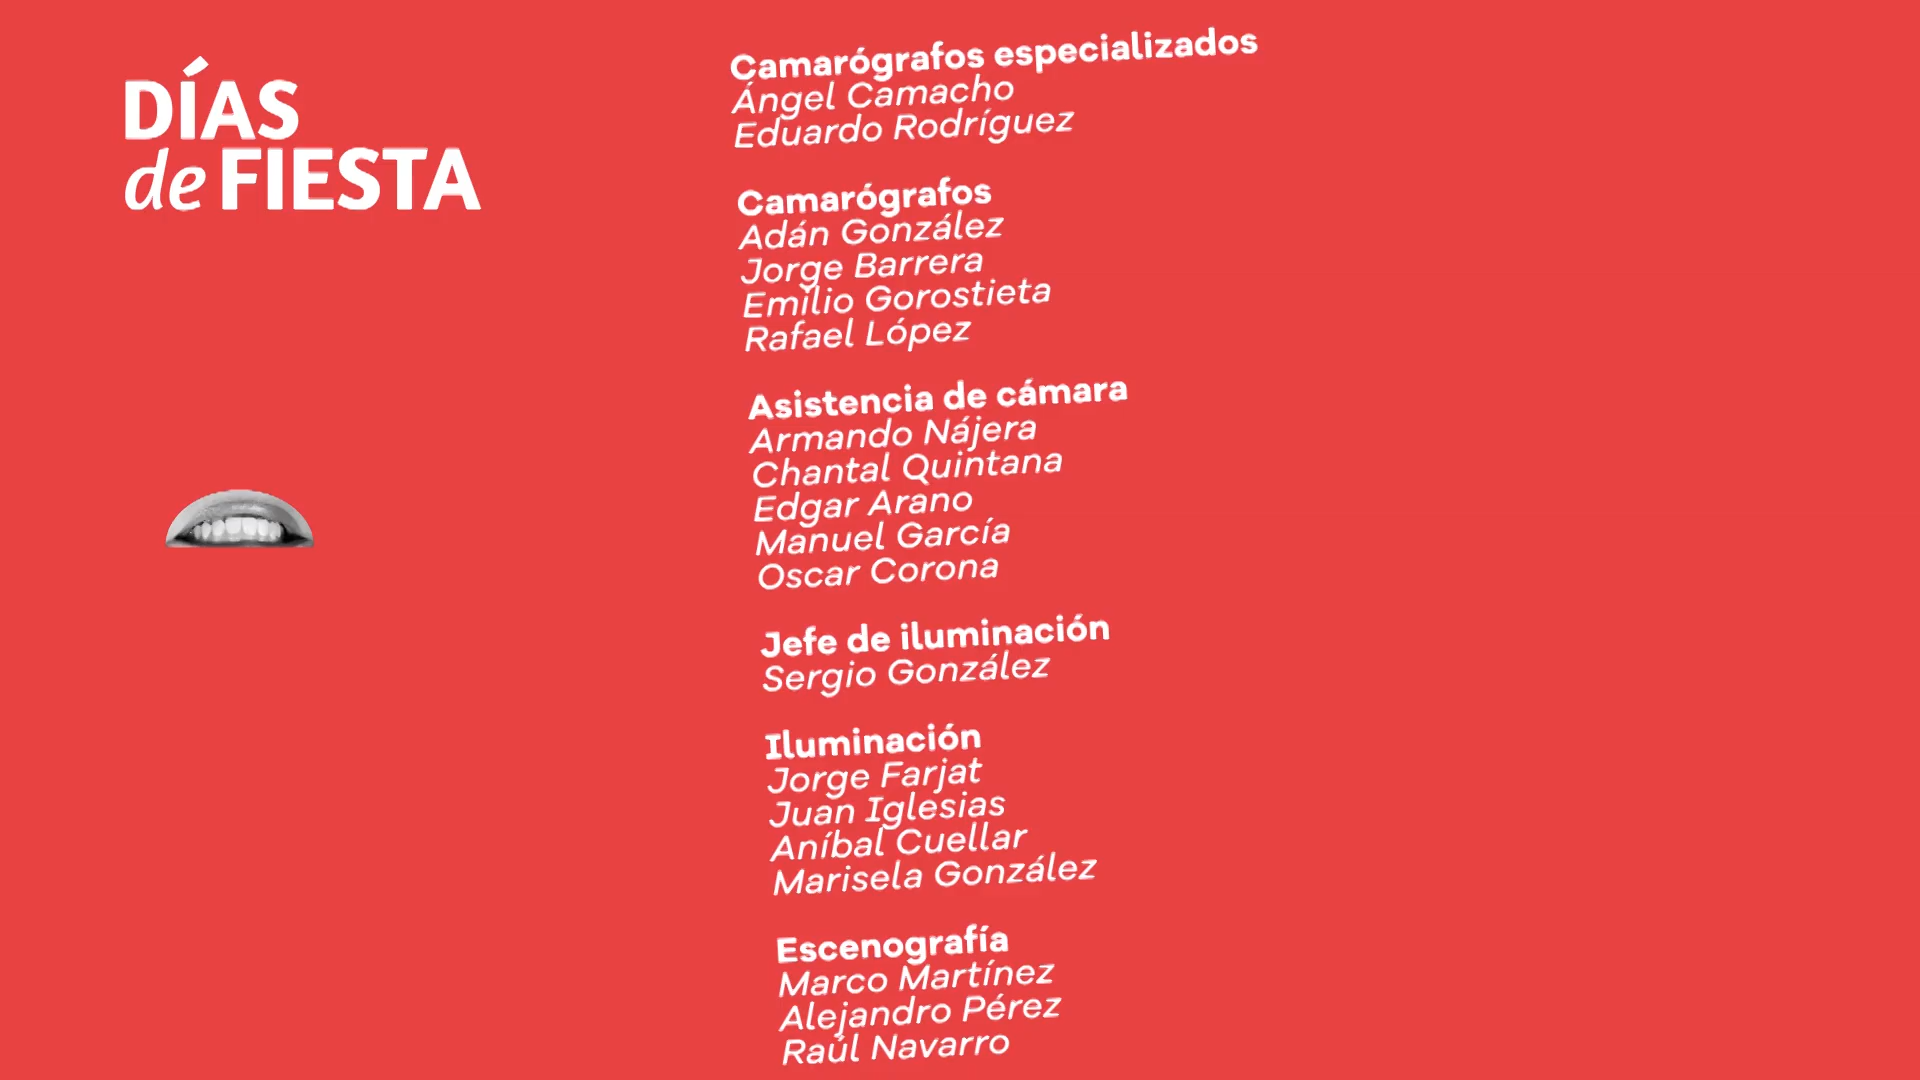 DÍAS
de FIESTA
Camarógrafos especializados
Ángel Camacho
Eduardo Rodríguez
Camarógrafos
Adán González
Jorge Barrera
Emilio Gorostieta
Rafael López
Asistencia de cámara
Armando Nájera
Chantal Quintana
Edgar Arano
Manuel García
Oscar Corona
Jefe de iluminación
Sergio González
Iluminación
Jorge Farjat
Juan Iglesias
Aníbal Cuellar
Marisela González
Escenografía
Marco Martínez
Alejandro Pérez
Raúl Navarro